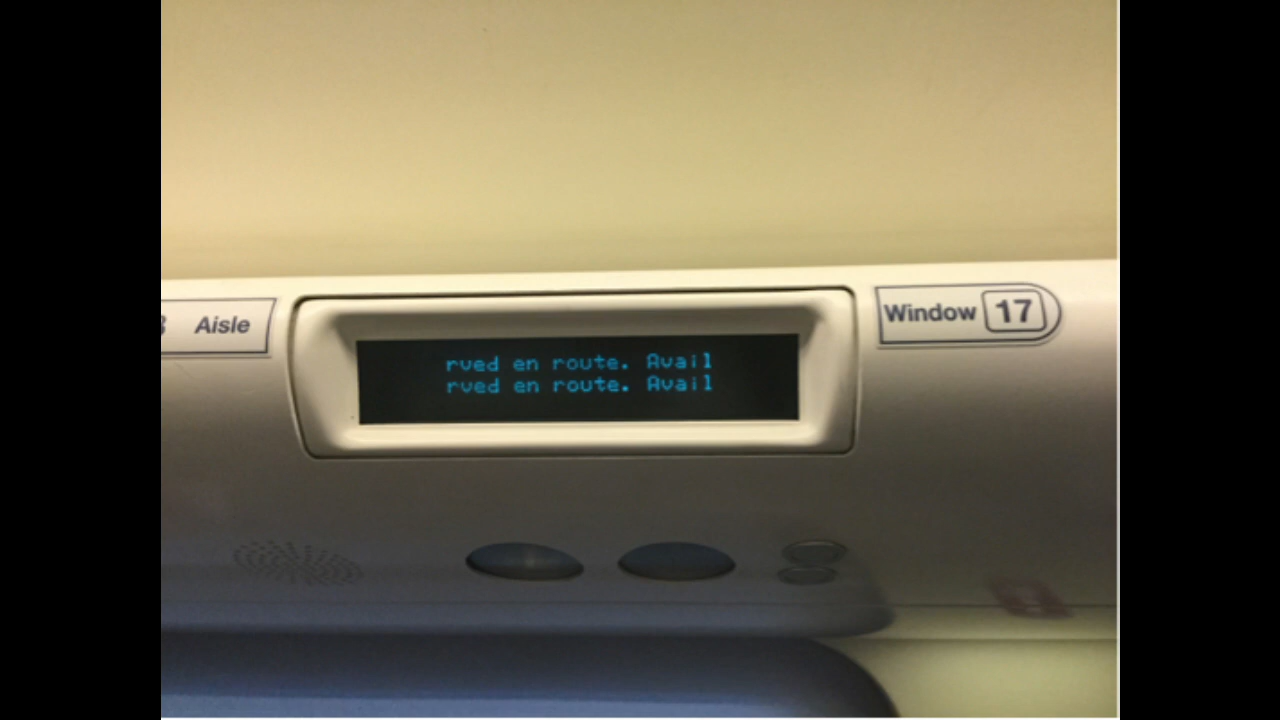 Aisle
Window 17
rved en route. Avail
rved en route. Avail